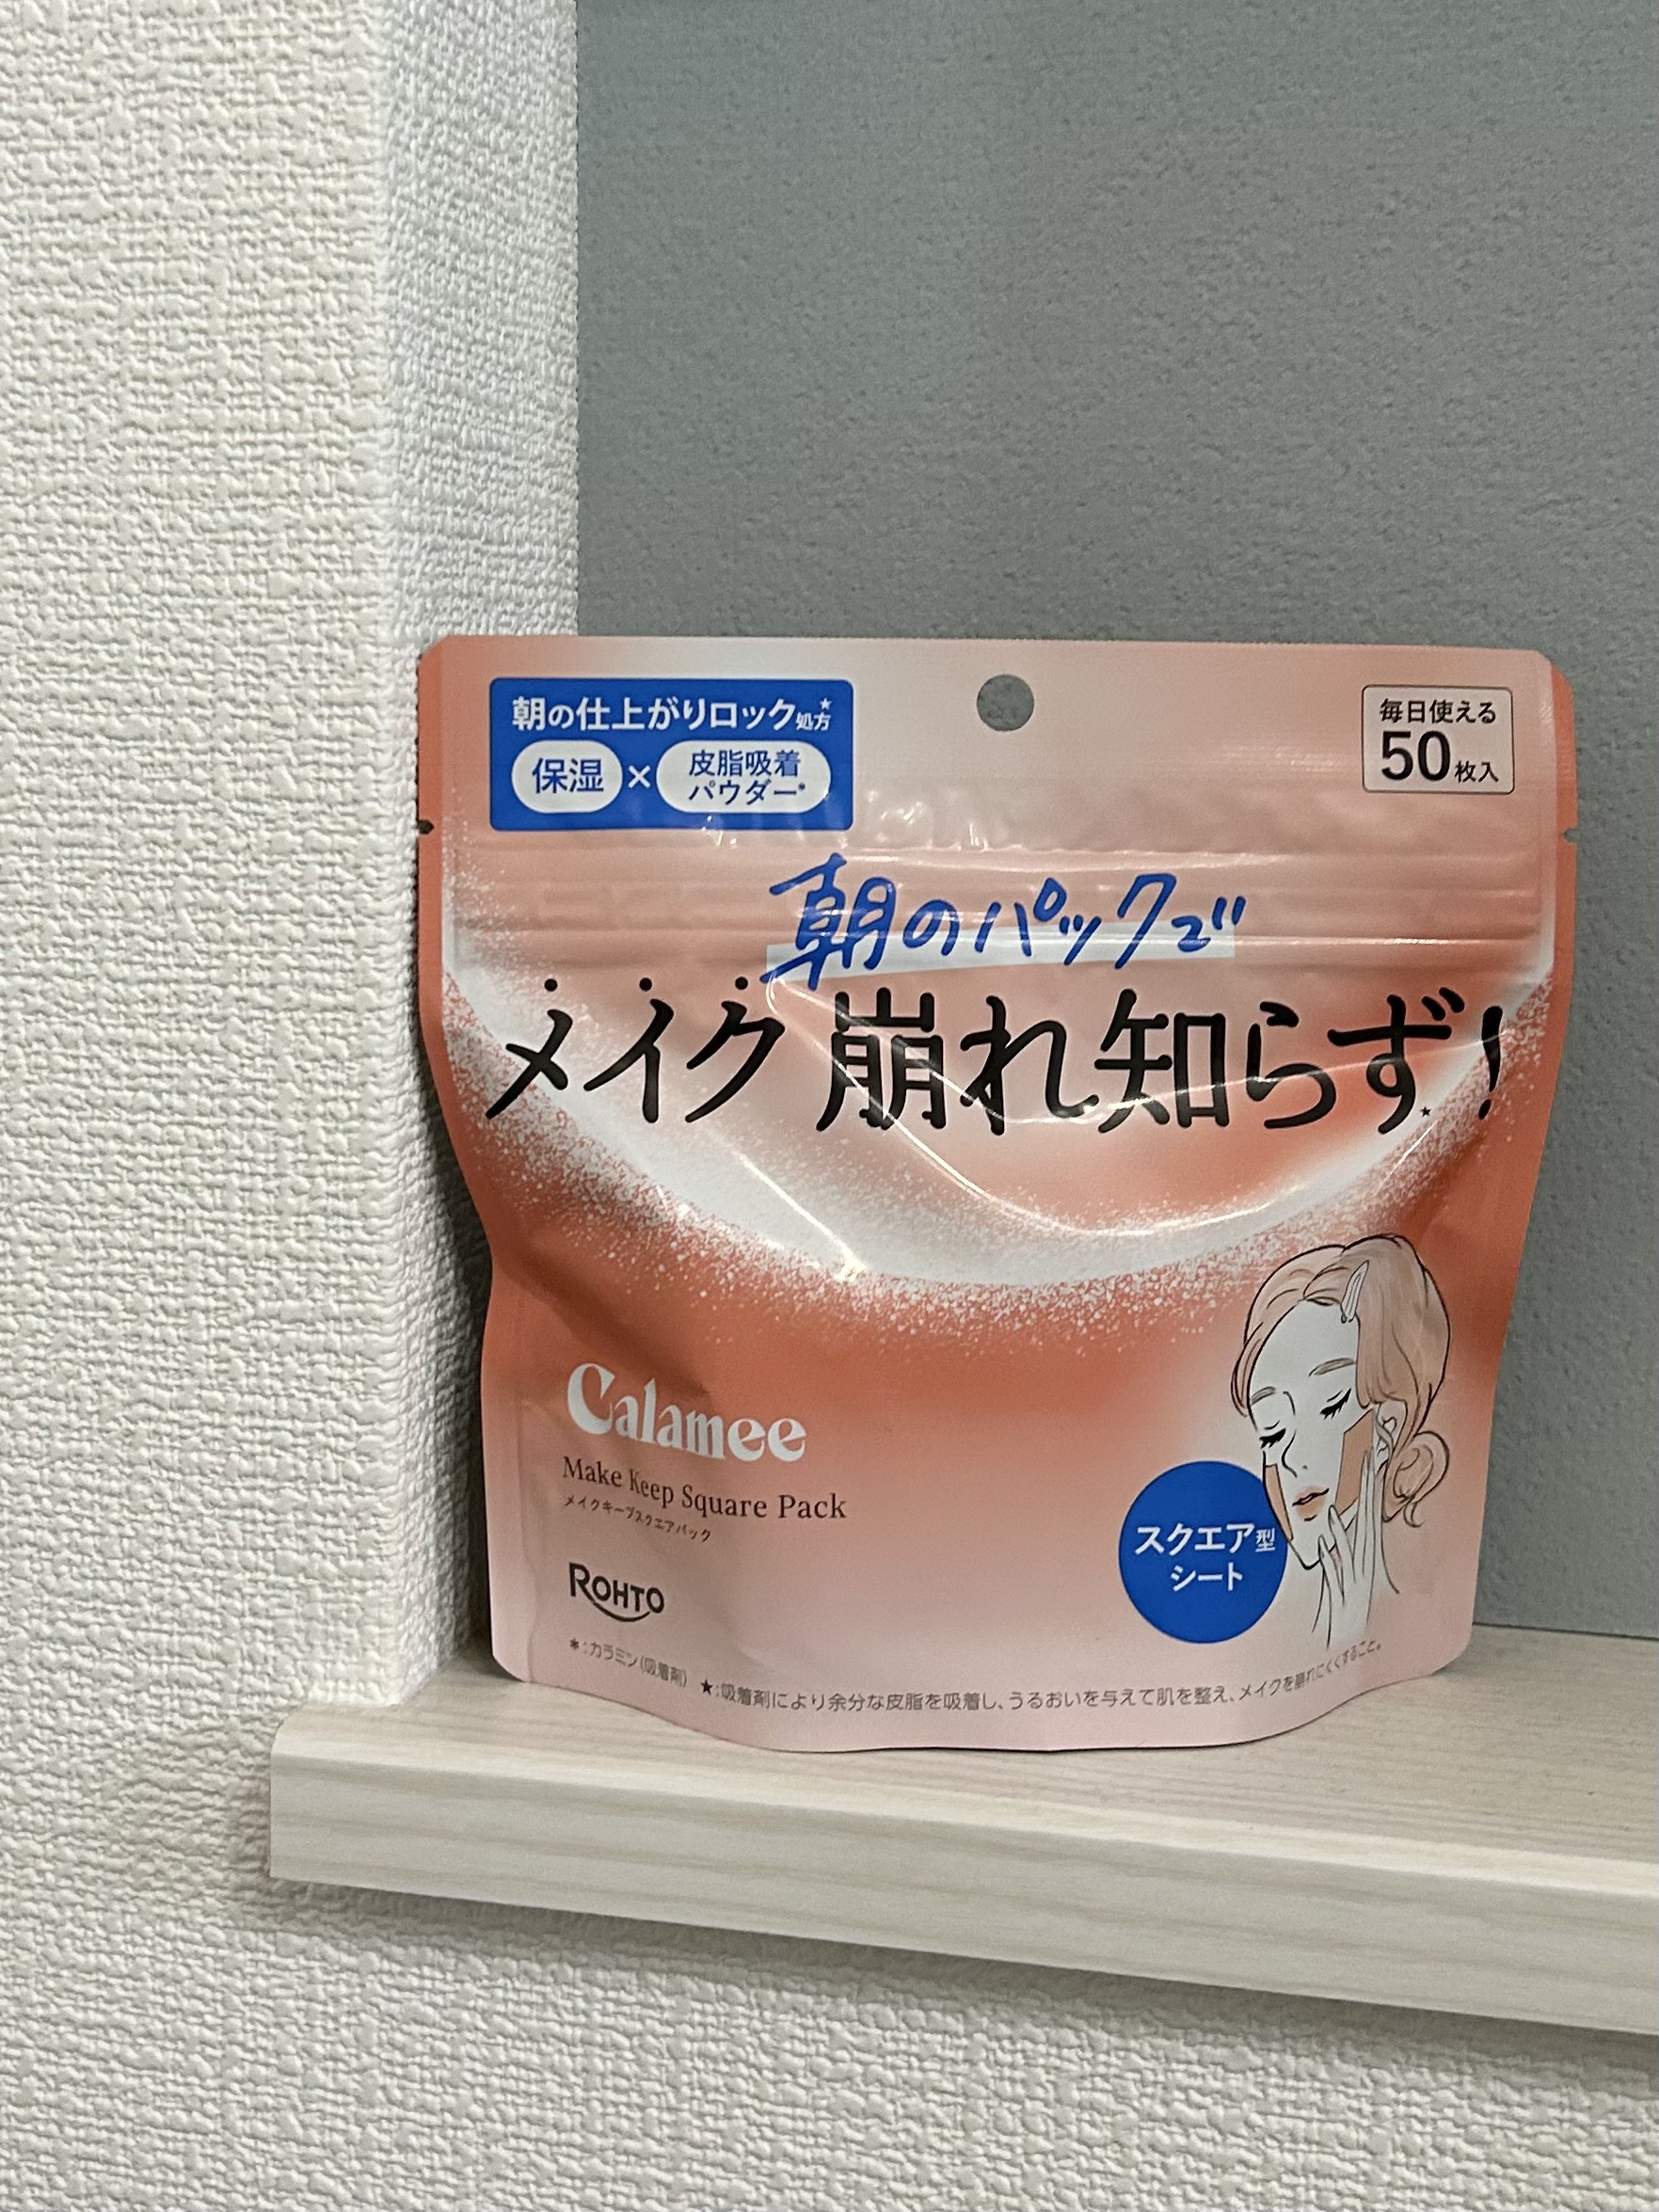 朝の仕上がりロック処方★
保湿×皮脂吸着パウダー*
毎日使える
50枚入
朝のパックで
メイク崩れ知らず!★
Calamee
Make Keep Square Pack
メイクキープスクエアパック
ROHTO
スクエア型
シート
*:カラミン(吸着剤) ★:吸着剤により余分な皮脂を吸着し、うるおいを与えて肌を整え、メイクを崩れにくくすること。